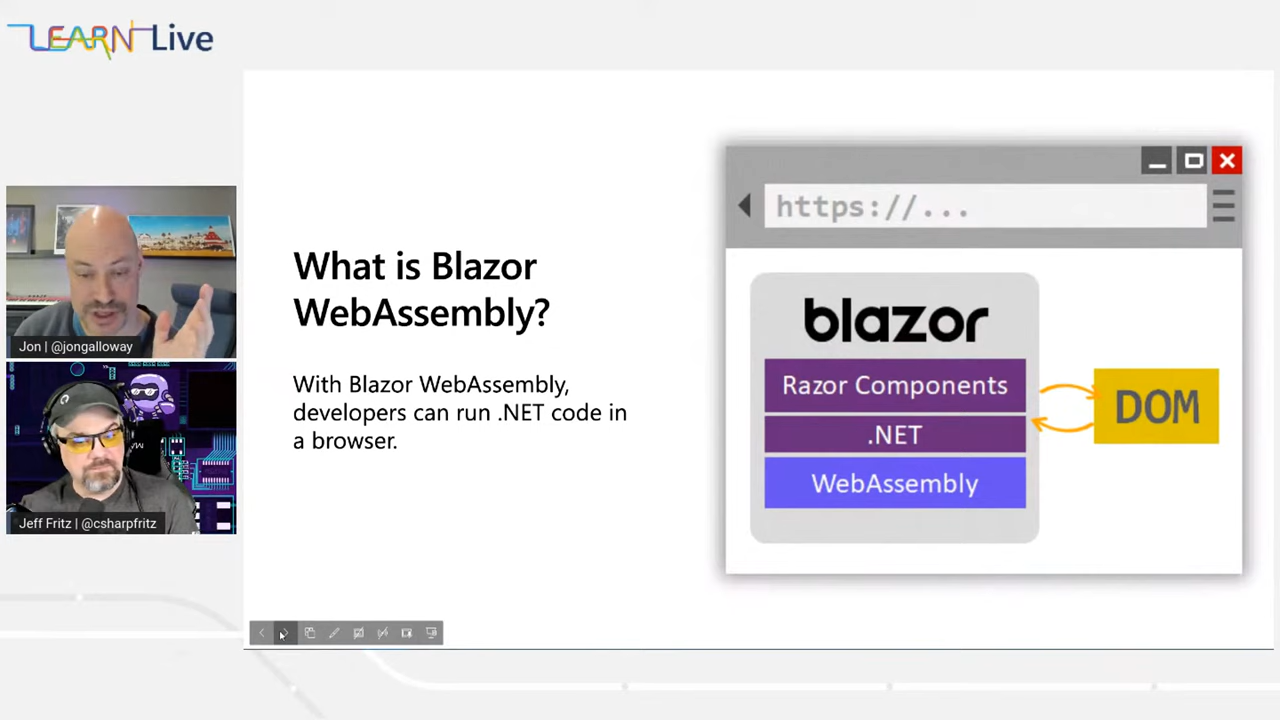 LEARN Live
Jon | @jongalloway
Jeff Fritz | @csharpfritz
What is Blazor
WebAssembly?
With Blazor WebAssembly,
developers can run .NET code in
a browser.
https://...
blazor
Razor Components
.NET
WebAssembly
DOM